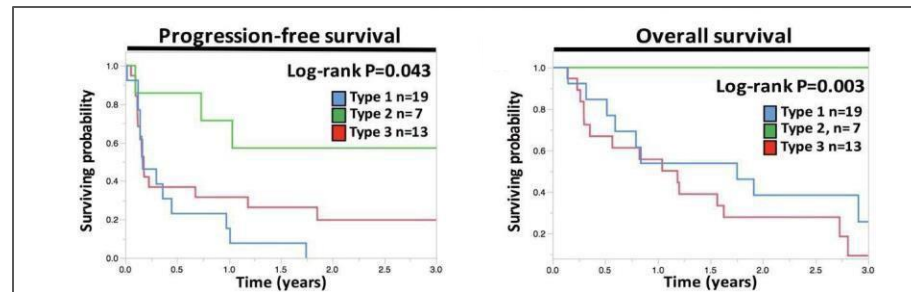 Progression-free survival
Log-rank P=0.043
Type 1 n=19
Type 2 n= 7
Type 3 n=13
Surviving probability
1.0
0.8
0.6
0.4
0.2
0.0
0.0 0.5 1.0 1.5 2.0 2.5 3.0
Time (years)
Overall survival
Log-rank P=0.003
Type 1 n=19
Type 2, n= 7
Type 3 n=13
Surviving probability
1.0
0.8
0.6
0.4
0.2
0.0 0.5 1.0 1.5 2.0 2.5 3.0
Time (years)